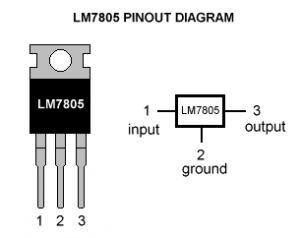 LM7805 PINOUT DIAGRAM
LM7805
1 2 3
1 LM7805 3
input output
2
ground